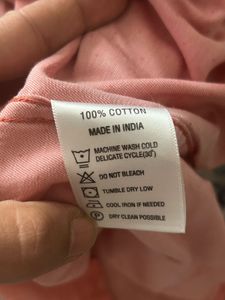 100% COTTON
MADE IN INDIA
MACHINE WASH COLD
DELICATE CYCLE(30°)
DO NOT BLEACH
TUMBLE DRY LOW
COOL IRON IF NEEDED
DRY CLEAN POSSIBLE